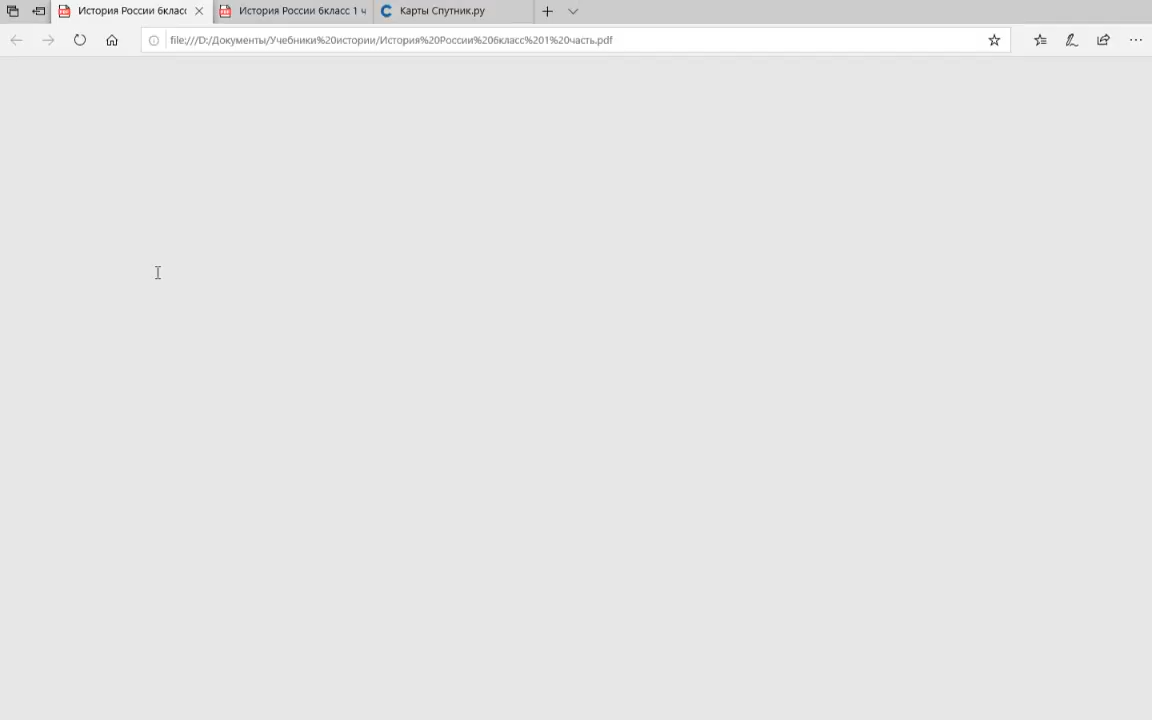 История России 6класс
История России 6класс 1 ч
Карты Спутник.ру
file:///D:/Документы/Учебники%20истории/История%20России%206класс%201%20часть.pdf